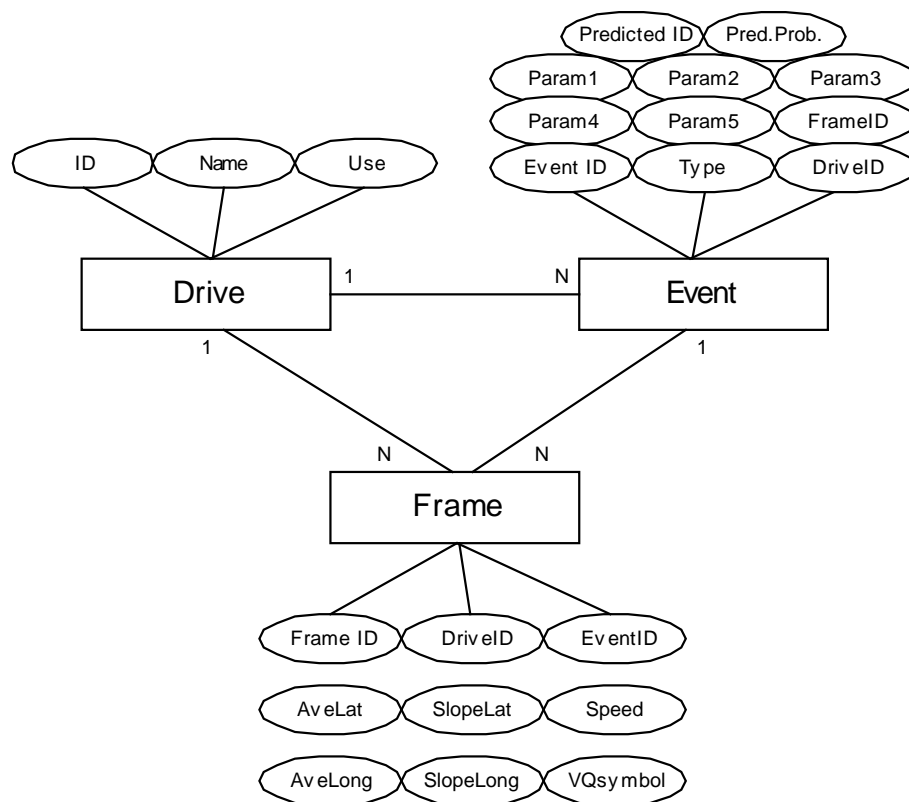 Predicted ID Pred.Prob.
Param1 Param2 Param3
Param4 Param5 FrameID
ID Name Use Event ID Type DriveID
Drive 1 N Event
1 1
N N
Frame
Frame ID DriveID EventID
AveLat SlopeLat Speed
AveLong SlopeLong VQsymbol